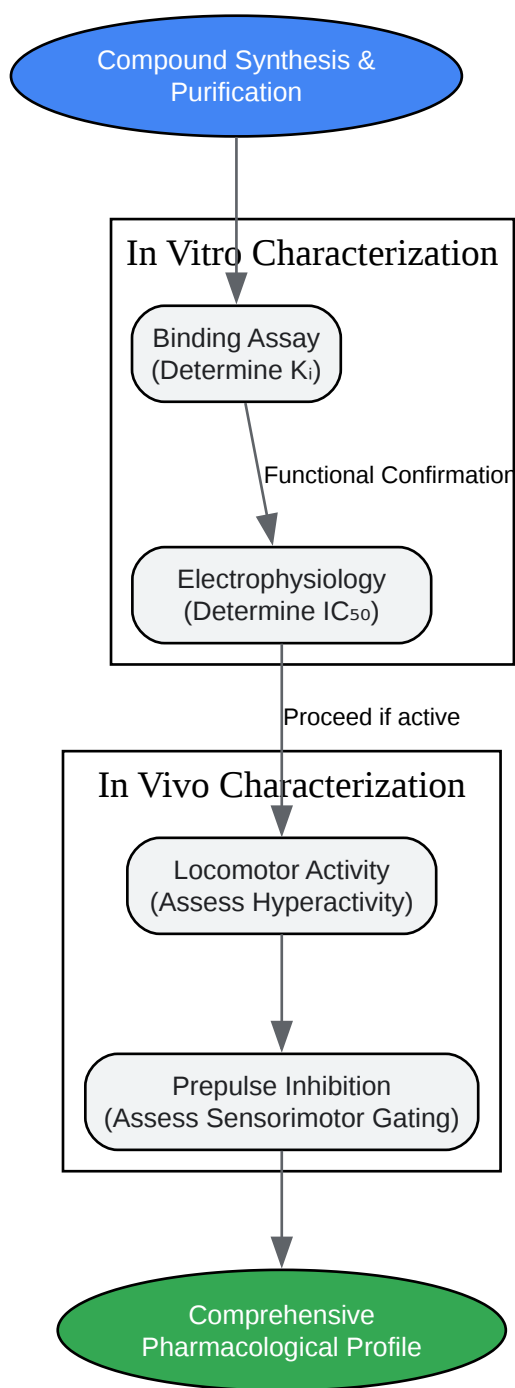 Compound Synthesis &
Purification
In Vitro Characterization
Binding Assay
(Determine Kᵢ)
Functional Confirmation
Electrophysiology
(Determine IC₅₀)
Proceed if active
In Vivo Characterization
Locomotor Activity
(Assess Hyperactivity)
Prepulse Inhibition
(Assess Sensorimotor Gating)
Comprehensive
Pharmacological Profile